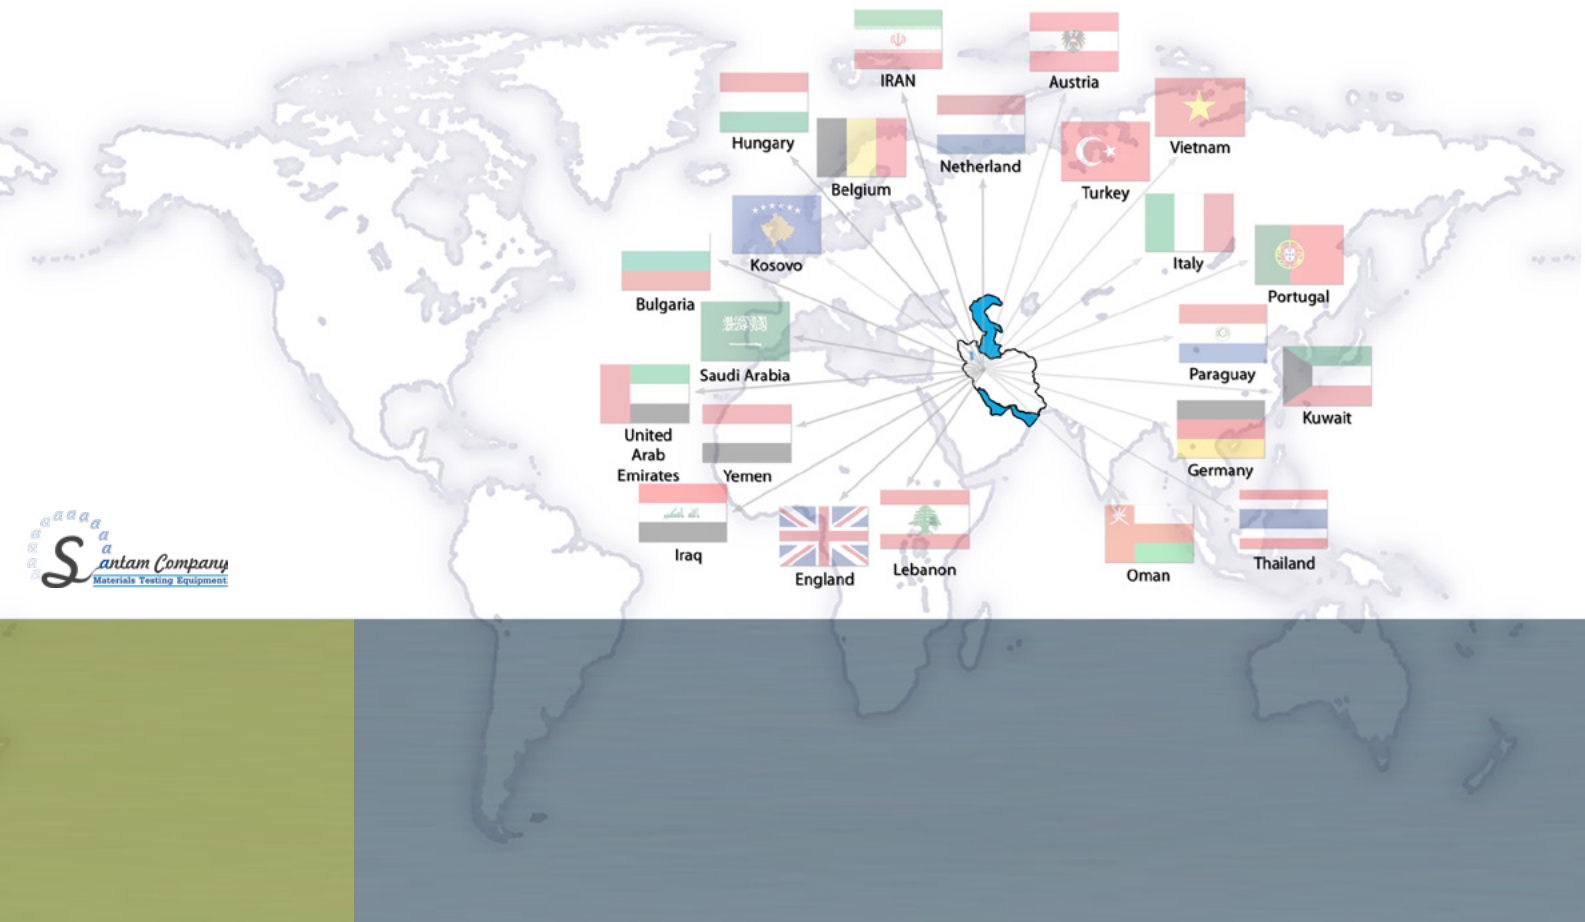 IRAN
Austria
Hungary
Netherland
Vietnam
Belgium
Turkey
Kosovo
Italy
Bulgaria
Portugal
Saudi Arabia
Paraguay
Kuwait
United
Arab
Emirates
Yemen
Germany
Iraq
England
Lebanon
Oman
Thailand
Santam Company
Materials Testing Equipment